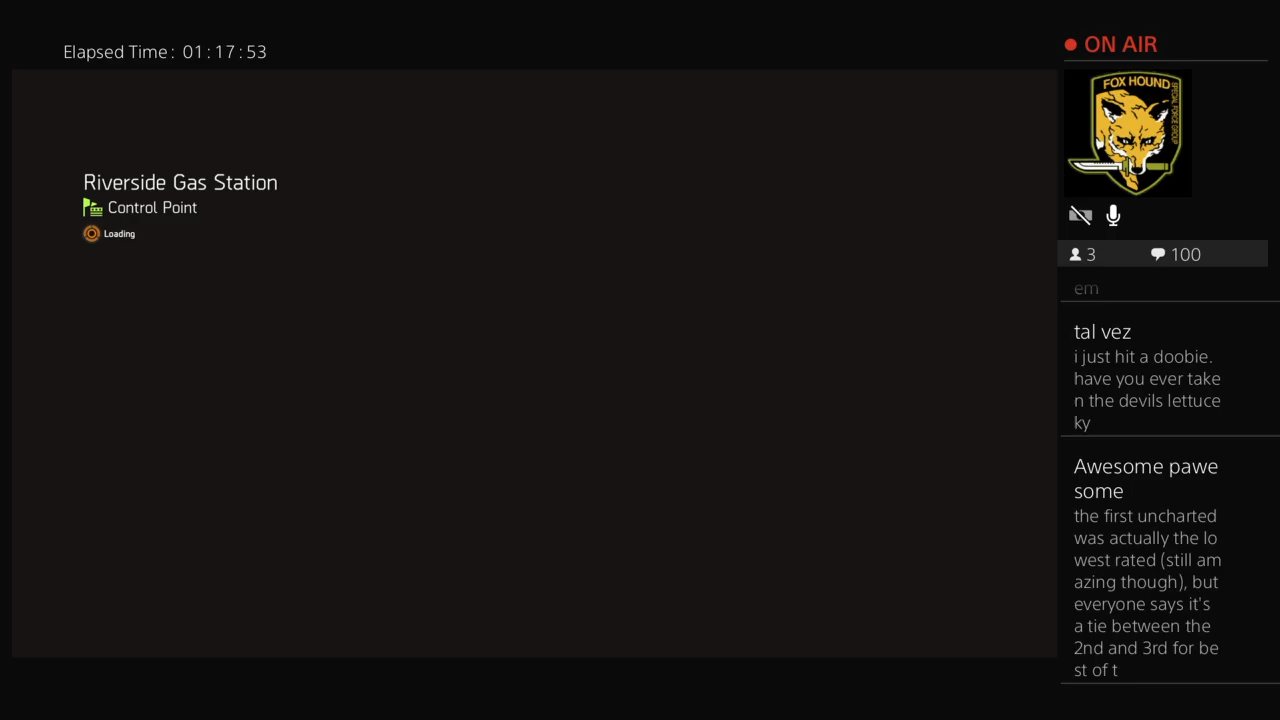 Elapsed Time: 01:17:53
ON AIR
FOX HOUND
SPECIAL FORCE GROUP
Riverside Gas Station
Control Point
Loading
3
100
em
tal vez
i just hit a doobie.
have you ever take
n the devils lettuce
ky
Awesome pawe
some
the first uncharted
was actually the lo
west rated (still am
azing though), but
everyone says it's
a tie between the
2nd and 3rd for be
st of t